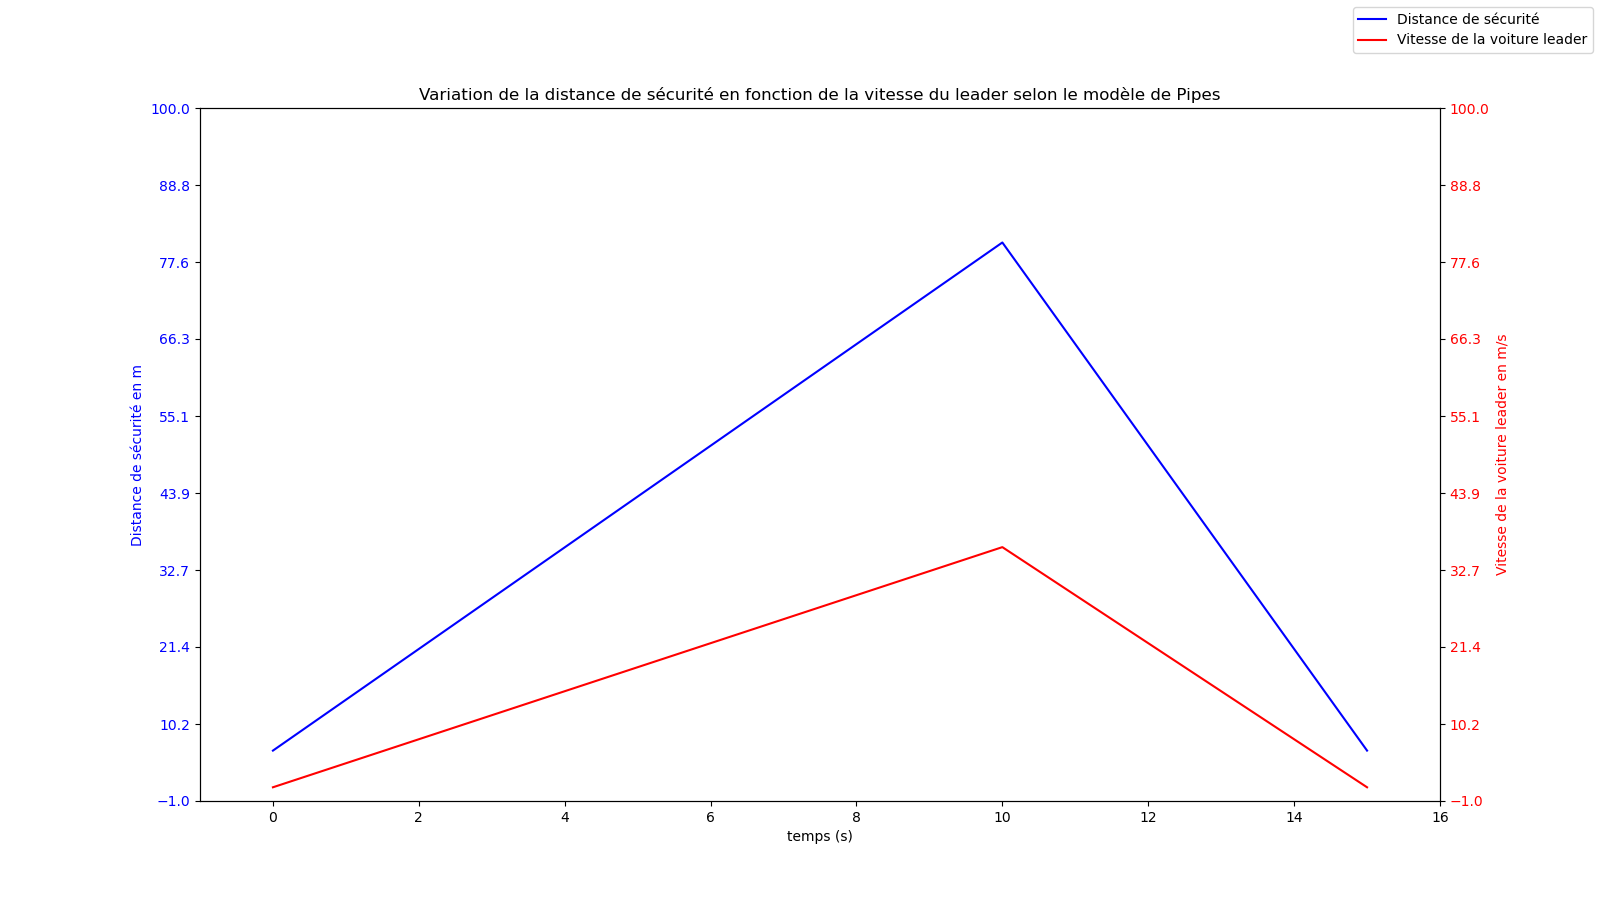 Distance de sécurité
Vitesse de la voiture leader
Variation de la distance de sécurité en fonction de la vitesse du leader selon le modèle de Pipes
100.0
88.8
77.6
66.3
55.1
43.9
32.7
21.4
10.2
−1.0
Distance de sécurité en m
100.0
88.8
77.6
66.3
55.1
43.9
32.7
21.4
10.2
−1.0
Vitesse de la voiture leader en m/s
0 2 4 6 8 10 12 14 16
temps (s)